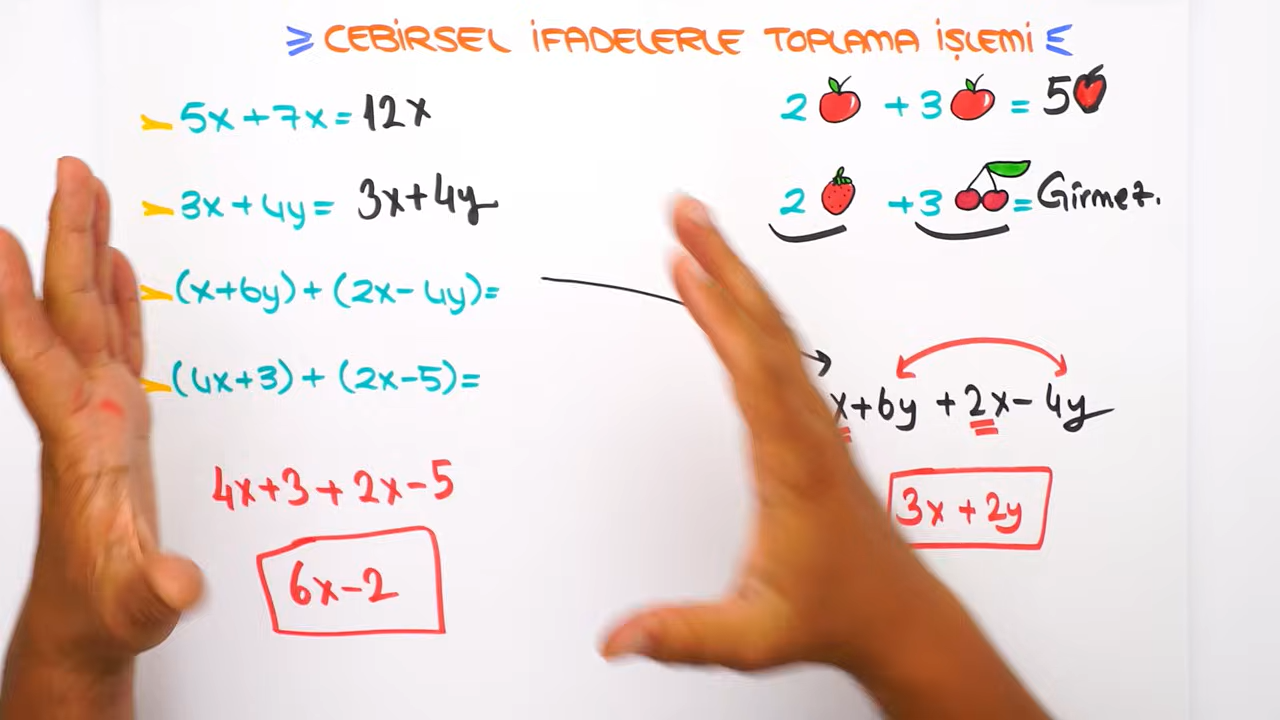 CEBİRSEL İFADELERLE TOPLAMA İŞLEMİ
5x+7x= 12x
3x+4y= 3x+4y
(x+6y)+(2x-4y)=
(4x+3)+(2x-5)=
4x+3+2x-5
6x-2
2 +3 = 5
2 +3 = Girmez.
x+6y +2x-4y
3x+2y